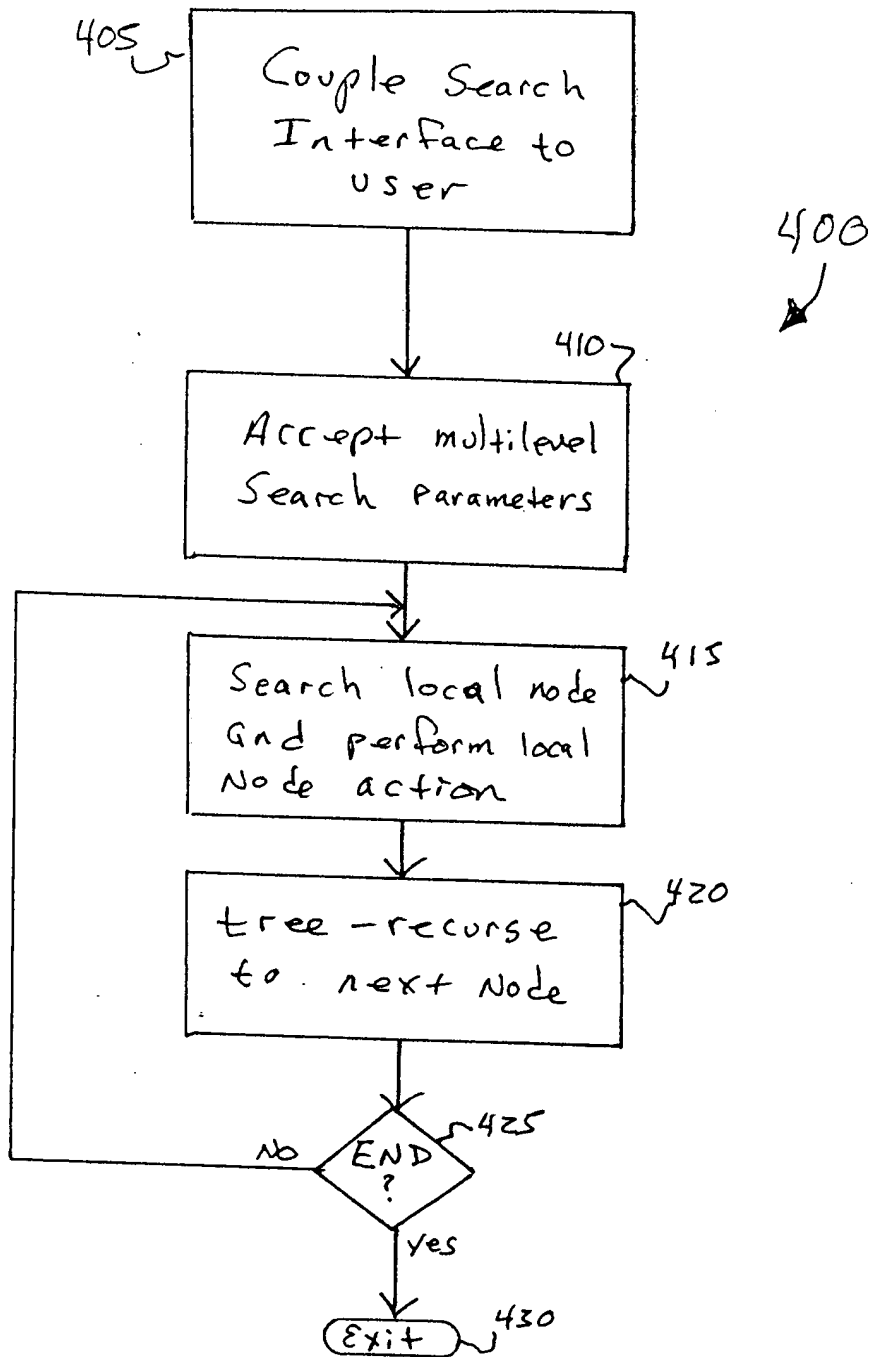 405
Couple Search
Interface to
user
400
410
Accept multilevel
Search parameters
415
Search local node
and perform local
Node action
420
tree-recurse
to next Node
425
No
END
?
yes
Exit
430